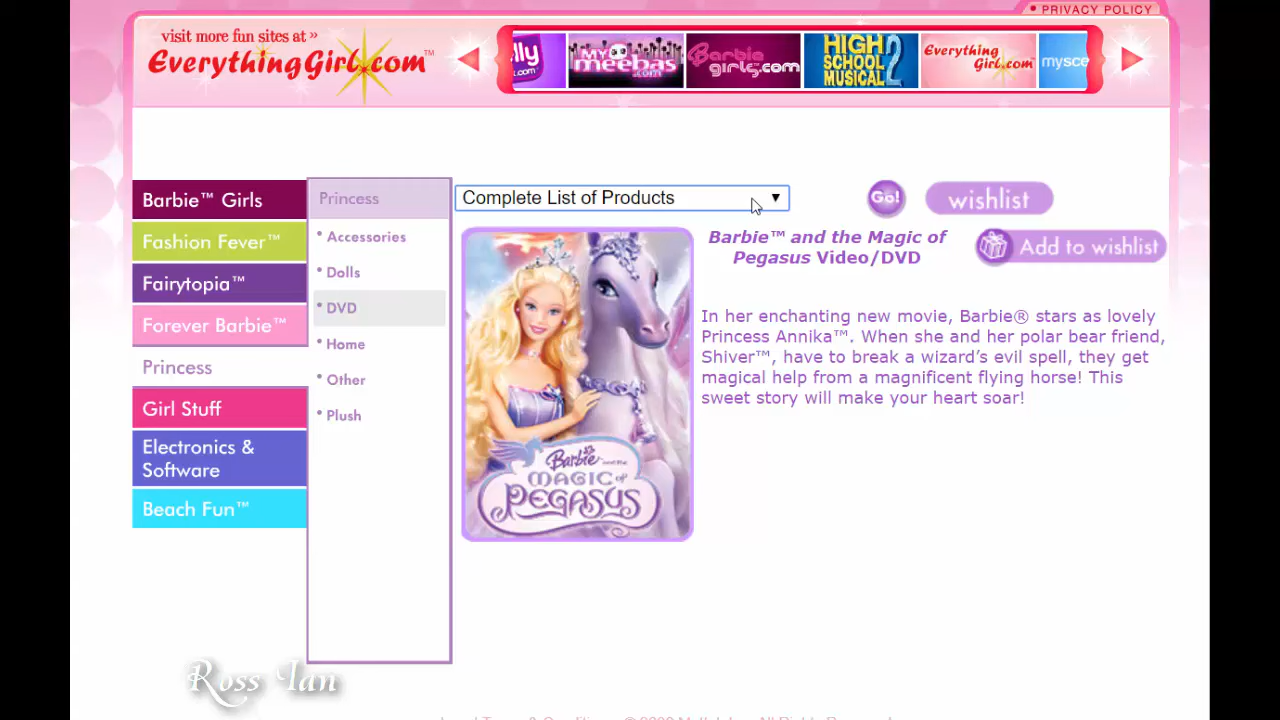 PRIVACY POLICY
visit more fun sites at »
EverythingGirl.com™
MY
meebas
.com
Barbie
girls.com
HIGH
SCHOOL
MUSICAL 2
Everything
Girl.com
Barbie™ Girls
Fashion Fever™
Fairytopia™
Forever Barbie™
Princess
Girl Stuff
Electronics &
Software
Beach Fun™
Princess
• Accessories
• Dolls
• DVD
• Home
• Other
• Plush
Complete List of Products
Go!
wishlist
Barbie™ and the Magic of
Pegasus Video/DVD
Add to wishlist
In her enchanting new movie, Barbie® stars as lovely
Princess Annika™. When she and her polar bear friend,
Shiver™, have to break a wizard's evil spell, they get
magical help from a magnificent flying horse! This
sweet story will make your heart soar!
Barbie and the
MAGIC of
PEGASUS
Ross Ian